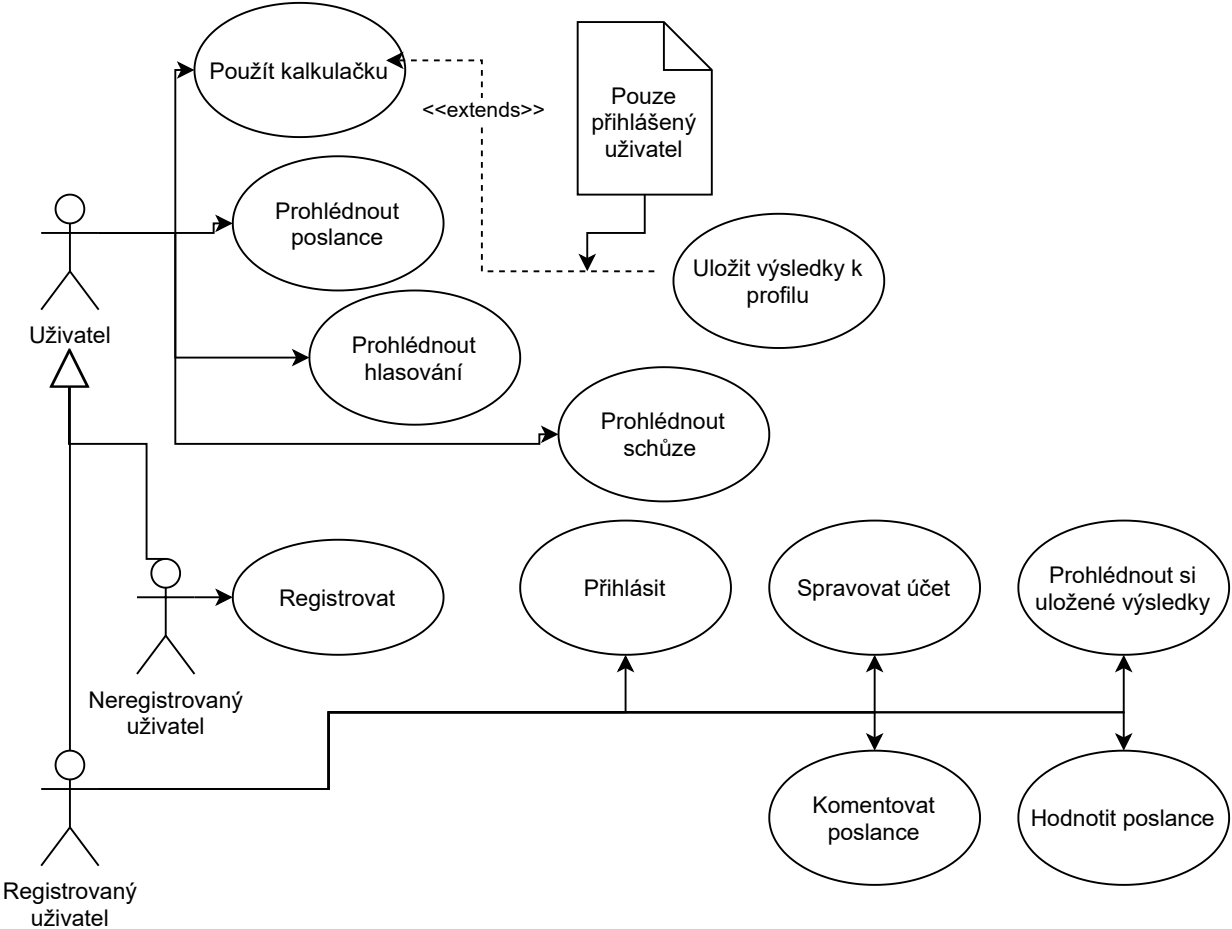 Použít kalkulačku
<<extends>>
Pouze
přihlášený
uživatel
Prohlédnout
poslance
Uložit výsledky k
profilu
Uživatel
Prohlédnout
hlasování
Prohlédnout
schůze
Registrovat
Přihlásit
Spravovat účet
Prohlédnout si
uložené výsledky
Neregistrovaný
uživatel
Komentovat
poslance
Hodnotit poslance
Registrovaný
uživatel